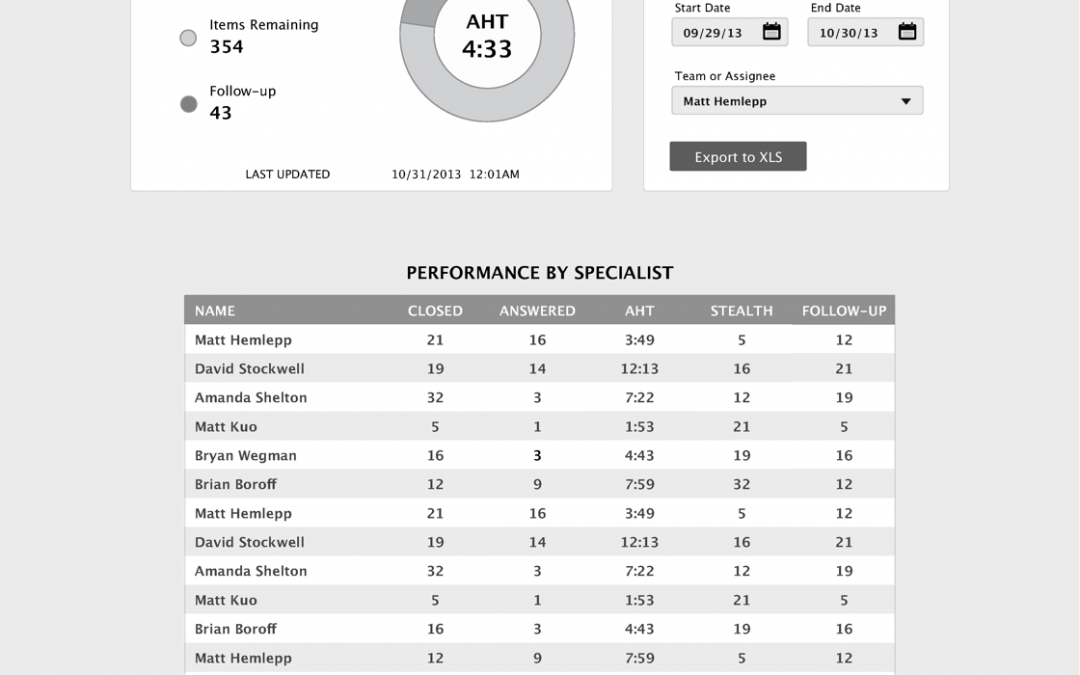 Items Remaining
354
Follow-up
43
AHT
4:33
LAST UPDATED 10/31/2013 12:01AM
Start Date End Date
09/29/13 10/30/13
Team or Assignee
Matt Hemlepp
Export to XLS
PERFORMANCE BY SPECIALIST
NAME CLOSED ANSWERED AHT STEALTH FOLLOW-UP
Matt Hemlepp 21 16 3:49 5 12
David Stockwell 19 14 12:13 16 21
Amanda Shelton 32 3 7:22 12 19
Matt Kuo 5 1 1:53 21 5
Bryan Wegman 16 3 4:43 19 16
Brian Boroff 12 9 7:59 32 12
Matt Hemlepp 21 16 3:49 5 12
David Stockwell 19 14 12:13 16 21
Amanda Shelton 32 3 7:22 12 19
Matt Kuo 5 1 1:53 21 5
Brian Boroff 16 3 4:43 19 16
Matt Hemlepp 12 9 7:59 5 12